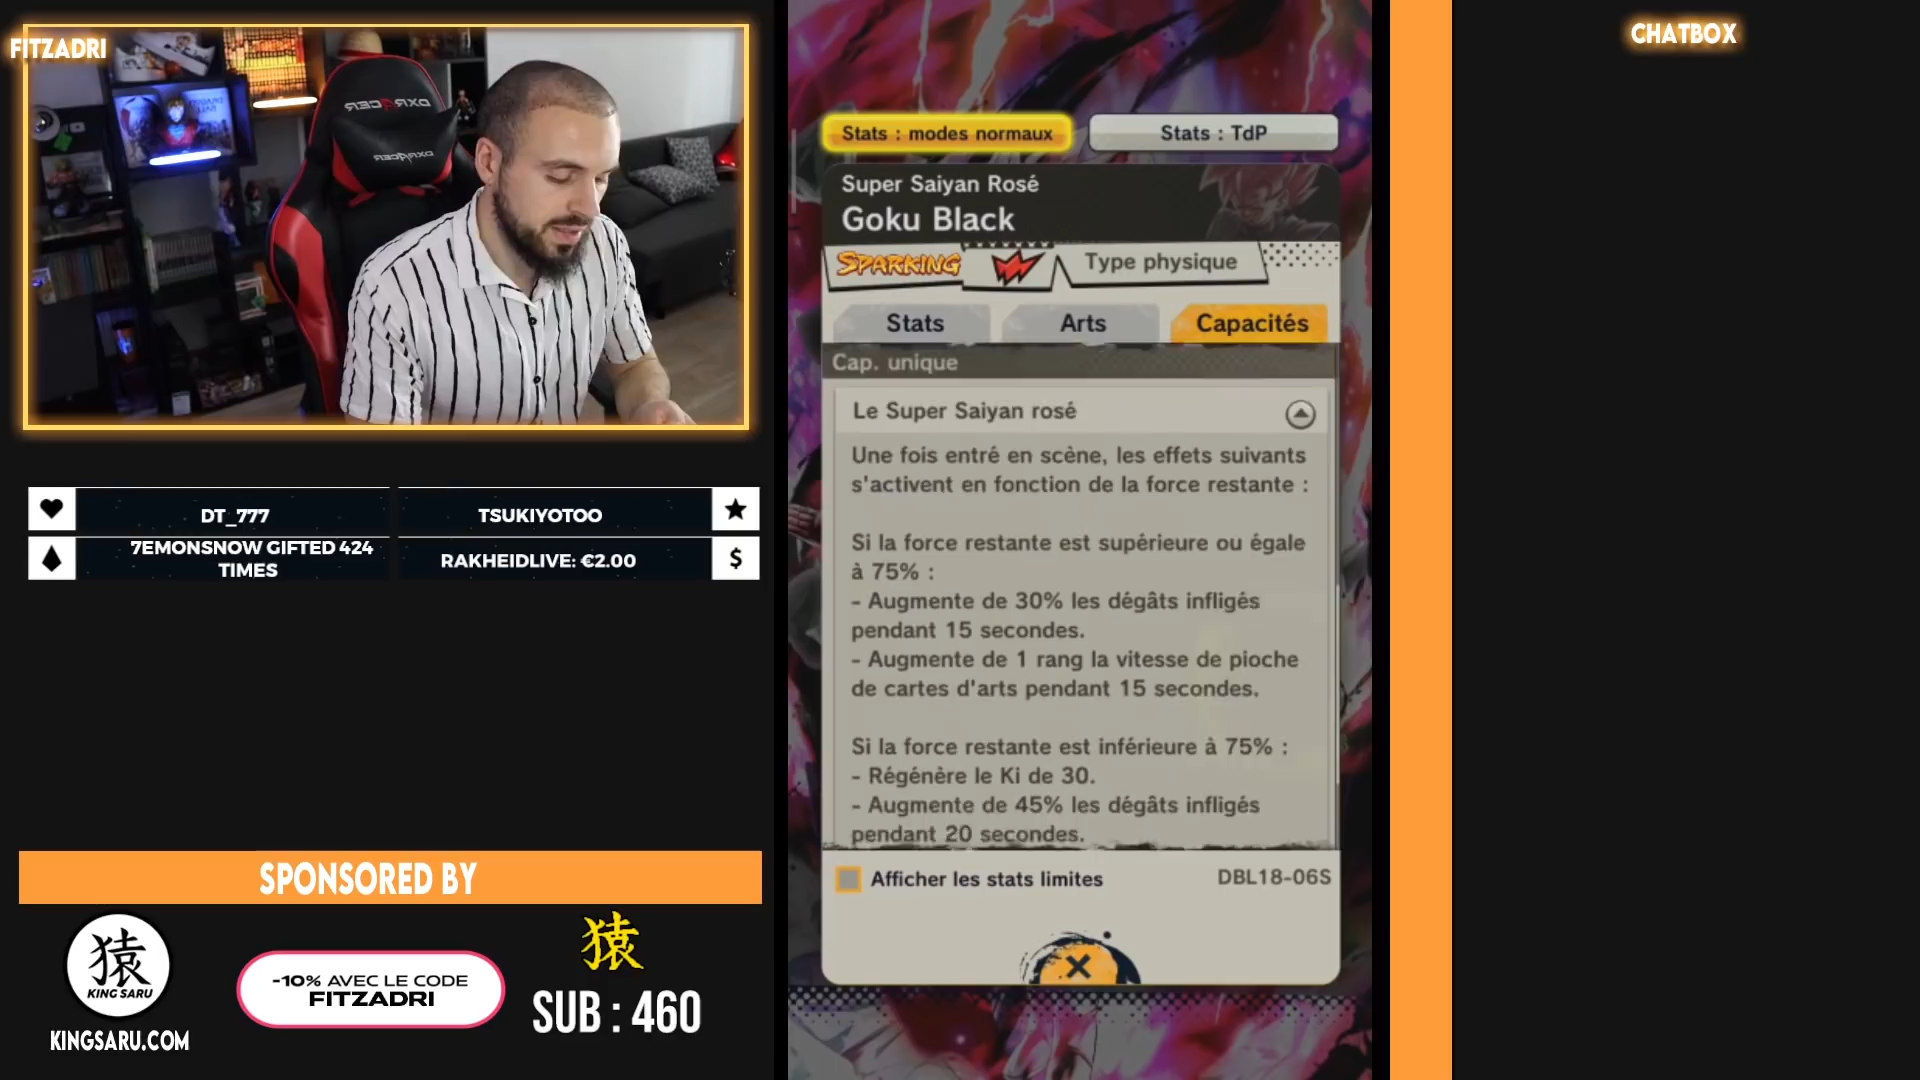 FITZADRI
CHATBOX
DXRACER
DXRACER
DT_777
TSUKIYOTOO
7EMONSNOW GIFTED 424
TIMES
RAKHEIDLIVE: €2.00
$
SPONSORED BY
猿
KING SARU
KINGSARU.COM
-10% AVEC LE CODE
FITZADRI
猿
SUB : 460
Stats : modes normaux
Stats : TdP
Super Saiyan Rosé
Goku Black
SPARKING
Type physique
Stats
Arts
Capacités
Cap. unique
Le Super Saiyan rosé
Une fois entré en scène, les effets suivants
s'activent en fonction de la force restante :
Si la force restante est supérieure ou égale
à 75% :
- Augmente de 30% les dégâts infligés
pendant 15 secondes.
- Augmente de 1 rang la vitesse de pioche
de cartes d'arts pendant 15 secondes.
Si la force restante est inférieure à 75% :
- Régénère le Ki de 30.
- Augmente de 45% les dégâts infligés
pendant 20 secondes.
Afficher les stats limites
DBL18-06S